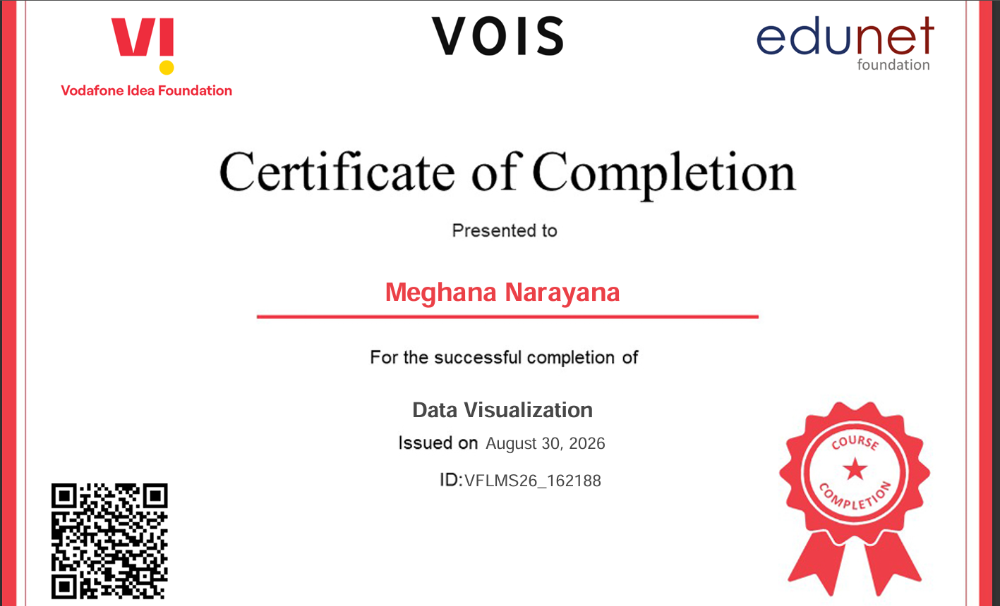 VI
Vodafone Idea Foundation
VOIS
edunet
foundation
Certificate of Completion
Presented to
Meghana Narayana
For the successful completion of
Data Visualization
Issued on August 30, 2026
ID:VFLMS26_162188
COURSE
COMPLETION